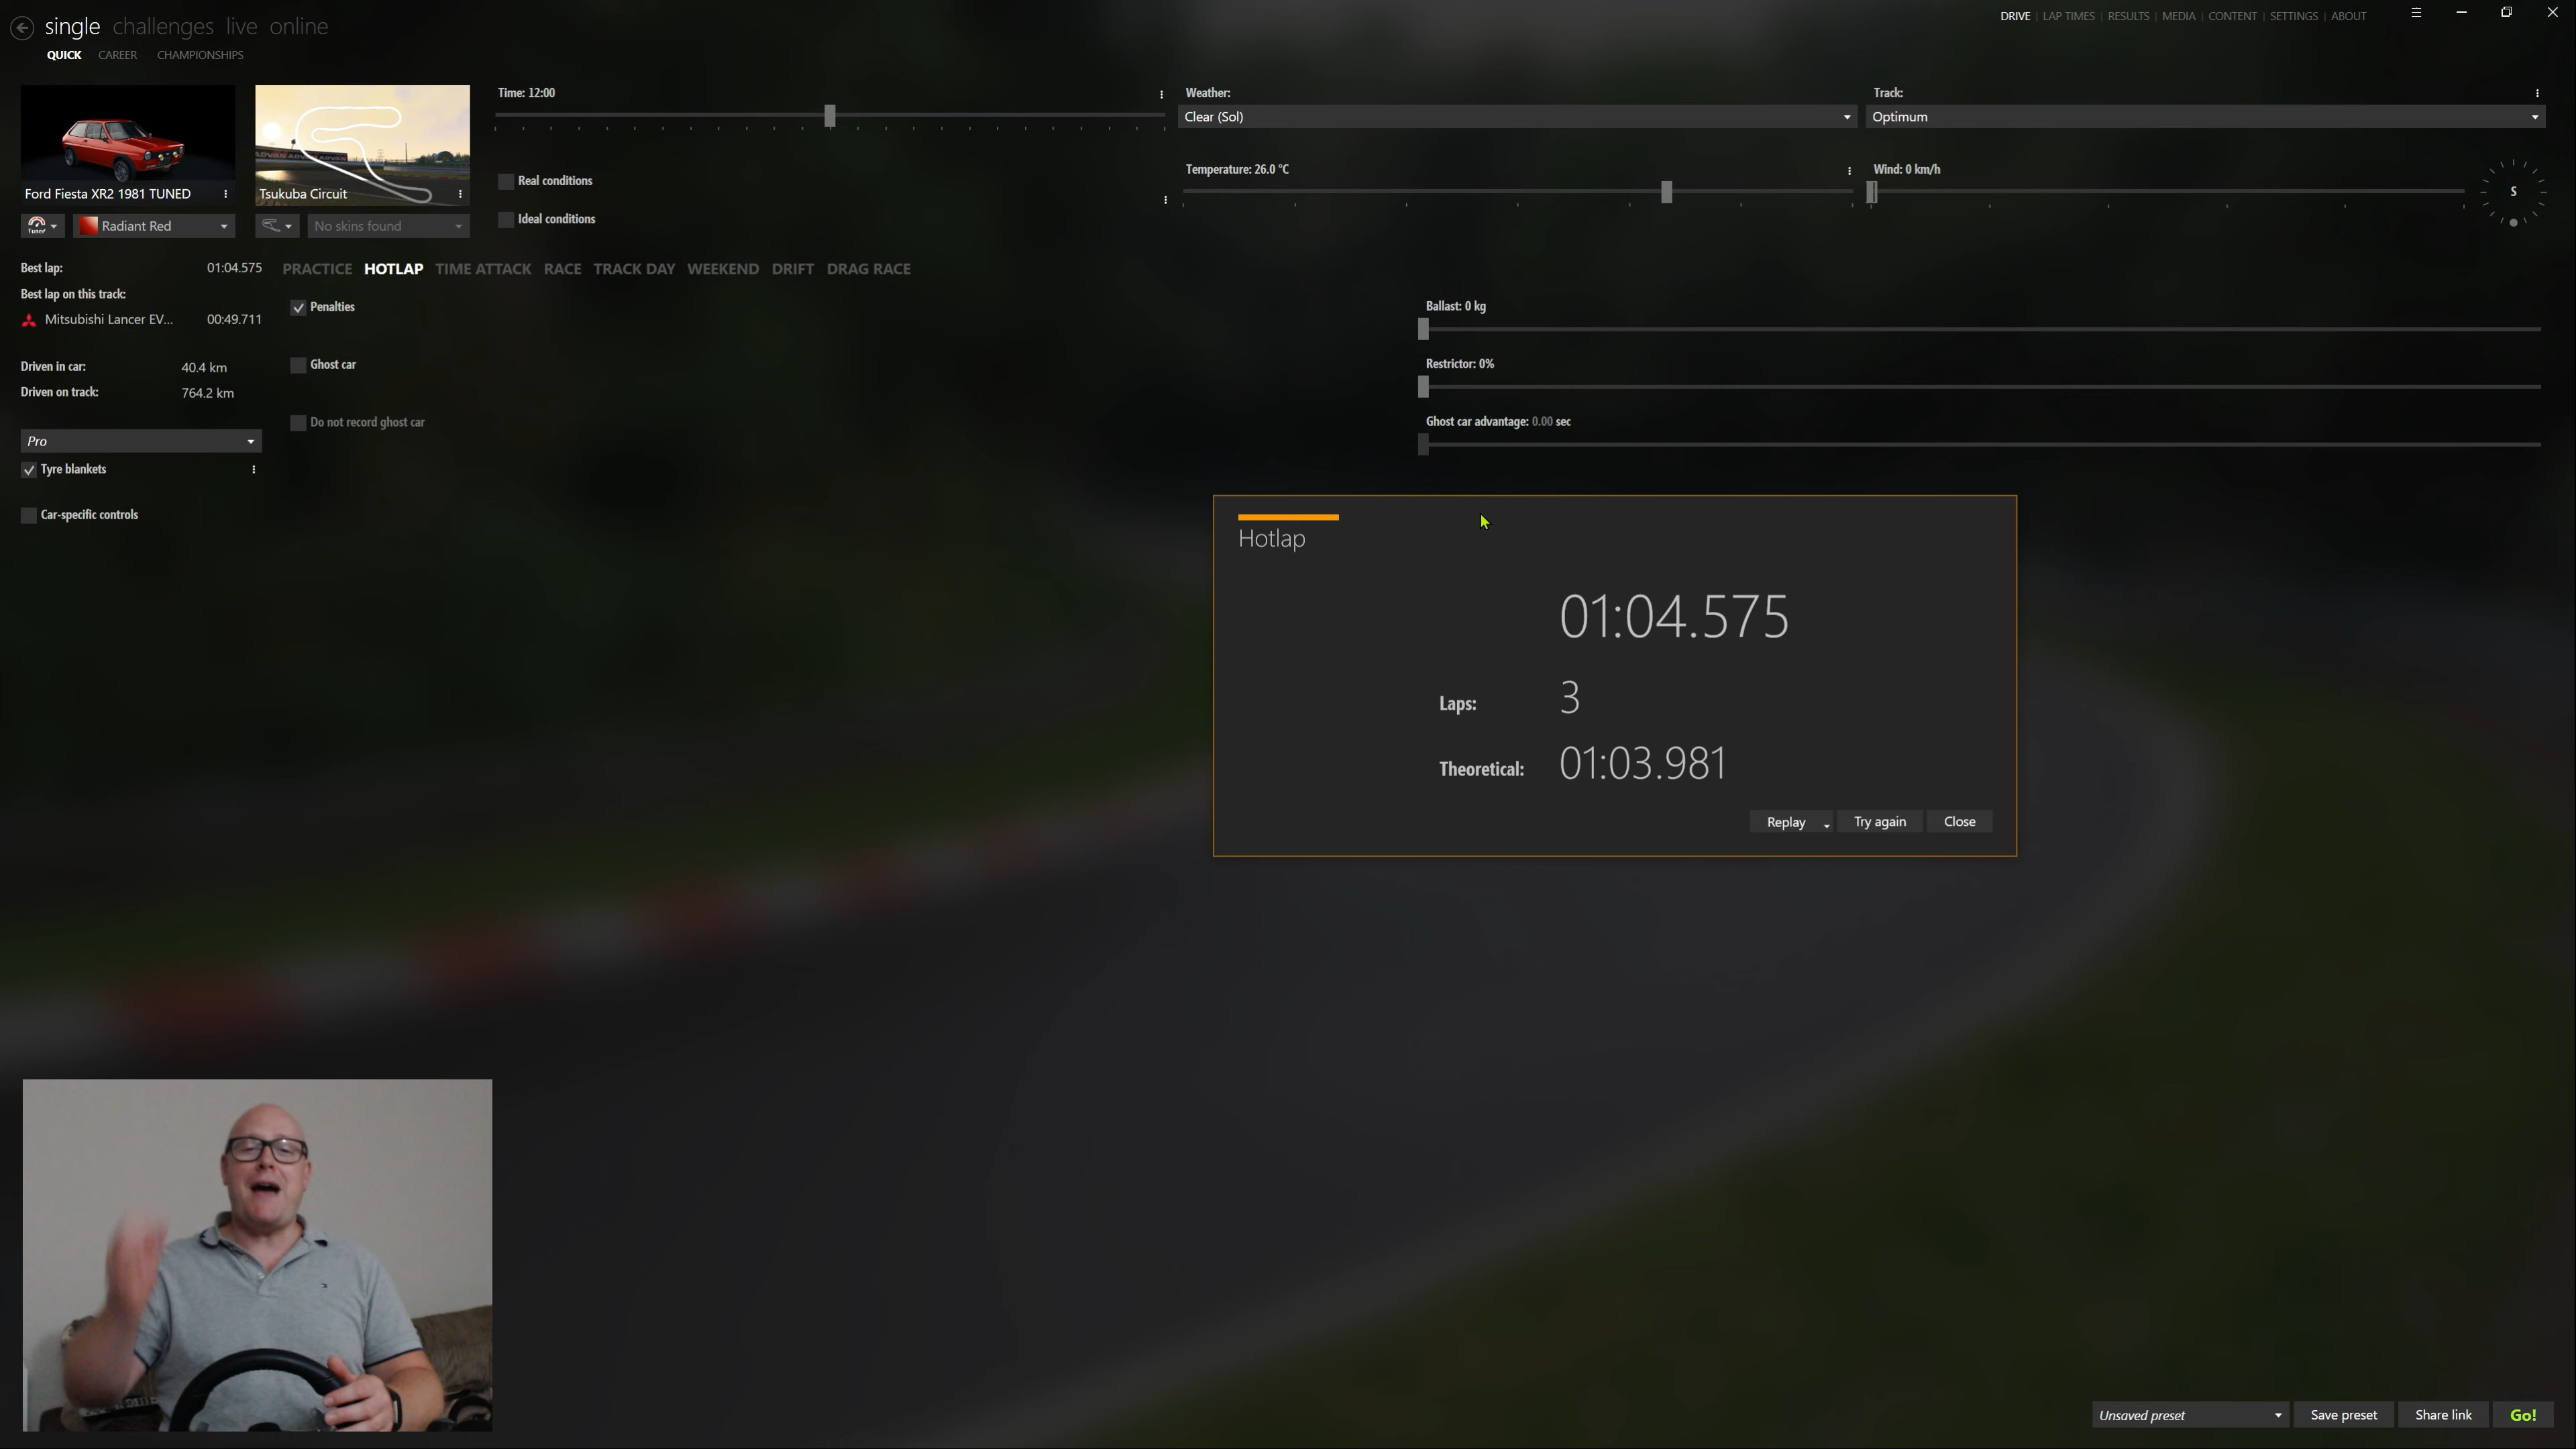 single challenges live online
DRIVE LAP TIMES RESULTS MEDIA CONTENT SETTINGS ABOUT
QUICK CAREER CHAMPIONSHIPS
Time: 12:00
Weather:
Track:
Clear (Sol)
Optimum
Real conditions
Ideal conditions
Temperature: 26.0 °C
Wind: 0 km/h
S
Ford Fiesta XR2 1981 TUNED
Tsukuba Circuit
Tuned
Radiant Red
No skins found
Best lap: 01:04.575
Best lap on this track:
Mitsubishi Lancer EV... 00:49.711
Driven in car: 40.4 km
Driven on track: 764.2 km
Pro
Tyre blankets
Car-specific controls
PRACTICE HOTLAP TIME ATTACK RACE TRACK DAY WEEKEND DRIFT DRAG RACE
Penalties
Ghost car
Do not record ghost car
Ballast: 0 kg
Restrictor: 0%
Ghost car advantage: 0.00 sec
Hotlap
01:04.575
Laps: 3
Theoretical: 01:03.981
Replay Try again Close
Unsaved preset Save preset Share link Go!